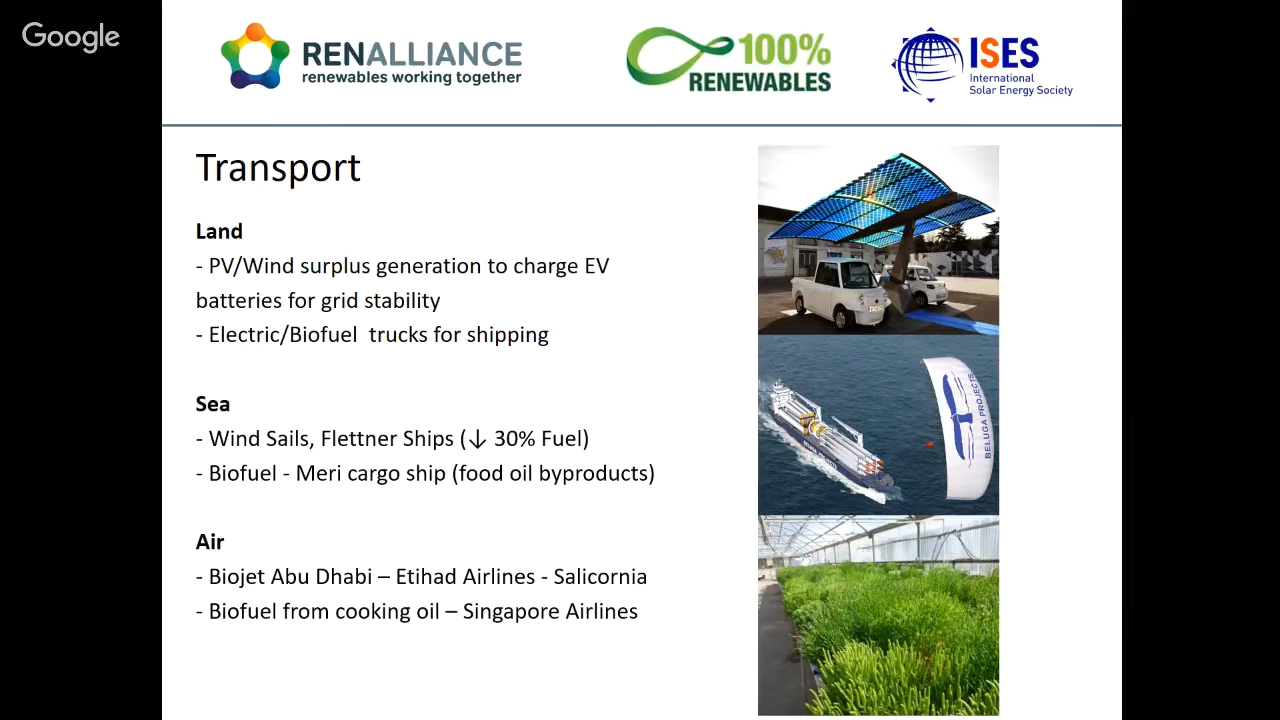 Google
RENALLIANCE
renewables working together
100%
RENEWABLES
ISES
International
Solar Energy Society
Transport
Land
- PV/Wind surplus generation to charge EV
batteries for grid stability
- Electric/Biofuel  trucks for shipping
Sea
- Wind Sails, Flettner Ships (↓ 30% Fuel)
- Biofuel - Meri cargo ship (food oil byproducts)
Air
- Biojet Abu Dhabi – Etihad Airlines - Salicornia
- Biofuel from cooking oil – Singapore Airlines
BELUGA PROJECTS